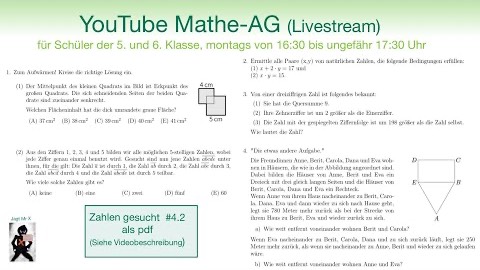 YouTube Mathe-AG (Livestream)
für Schüler der 5. und 6. Klasse, montags von 16:30 bis ungefähr 17:30 Uhr
1. Zum Aufwärmen! Kreise die richtige Lösung ein.
(1) Der Mittelpunkt des kleinen Quadrats im Bild ist Eckpunkt des
großen Quadrats. Die sich schneidenden Seiten der beiden Quadrate
sind zueinander senkrecht.
Welchen Flächeninhalt hat die dick umrandete graue Fläche?
(A) 37 cm² (B) 38 cm² (C) 39 cm² (D) 40 cm² (E) 41 cm²
4 cm
5 cm
(2) Aus den Ziffern 1, 2, 3, 4 und 5 bilden wir alle möglichen 5-stelligen Zahlen, wobei
jede Ziffer genau einmal benutzt wird. Gesucht sind nun jene Zahlen abcde unter
ihnen, für die gilt: Die Zahl a ist durch 1, die Zahl ab durch 2, die Zahl abc durch 3,
die Zahl abcd durch 4 und die Zahl abcde ist durch 5 teilbar.
Wie viele solche Zahlen gibt es?
(A) keine (B) eine (C) zwei (D) fünf (E) 60
Jagt Mr X
Zahlen gesucht #4.2
als pdf
(Siehe Videobeschreibung)
2. Ermittle alle Paare (x,y) von natürlichen Zahlen, die folgende Bedingungen erfüllen:
(1) x + 2 · y = 17 und
(2) x · y = 15
3. Von einer dreiziffrigen Zahl ist folgendes bekannt:
(1) Sie hat die Quersumme 9.
(2) Ihre Zehnerziffer ist um 2 größer als die Einerziffer.
(3) Die Zahl mit der gespiegelten Ziffernfolge ist um 198 größer als die Zahl selbst.
Wie lautet die Zahl?
4. "Die etwas andere Aufgabe."
Die Freundinnen Anne, Berit, Carola, Dana und Eva wohnen
in Häusern, die wie in der Abbildung angeordnet sind.
Dabei bilden die Häuser von Anne, Berit und Eva ein
Dreieck mit drei gleich langen Seiten und die Häuser von
Berit, Carola, Dana und Eva ein Rechteck.
Wenn Anne von ihrem Haus nacheinander zu Berit, Carola,
Dana, Eva und dann wieder zu sich nach Hause geht,
legt sie 780 Meter mehr zurück als bei der Strecke von
ihrem Haus zu Berit, Eva und wieder zurück zu sich.
D
C
E
B
A
a) Wie weit entfernt voneinander wohnen Berit und Carola?
Wenn Eva nacheinander zu Berit, Carola, Dana und zu sich zurück läuft, legt sie 250
Meter mehr zurück, als wenn sie nacheinander zu Anne, Berit und wieder zu sich gelaufen
wäre.
b) Wie weit entfernt voneinander wohnen Anne und Eva?